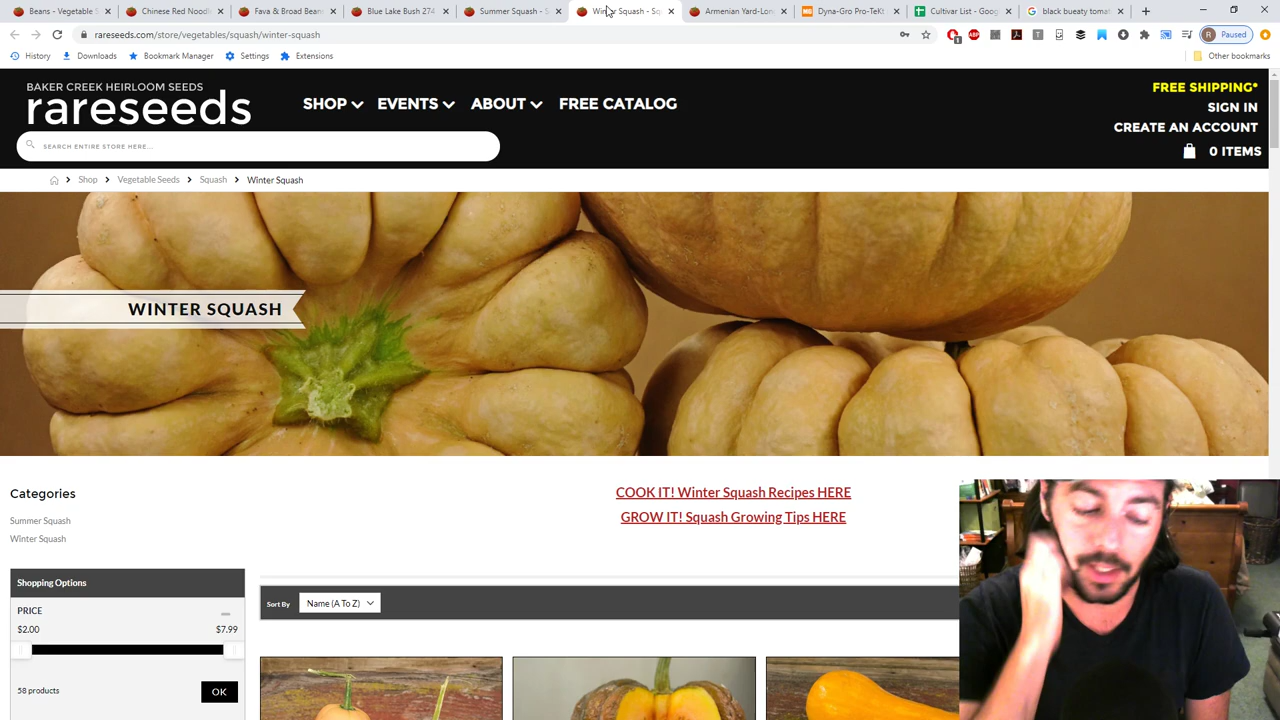 Beans - Vegetable S
Chinese Red Noodl
Fava & Broad Bean
Blue Lake Bush 274
Summer Squash - S
Winter Squash - Sq
Armenian Yard-Lon
Dyna-Gro Pro-TeKt
Cultivar List - Goog
black bueaty tomat
rareseeds.com/store/vegetables/squash/winter-squash
Paused
History
Downloads
Bookmark Manager
Settings
Extensions
Other bookmarks
BAKER CREEK HEIRLOOM SEEDS
rareseeds
SHOP
EVENTS
ABOUT
FREE CATALOG
FREE SHIPPING*
SIGN IN
CREATE AN ACCOUNT
0 ITEMS
SEARCH ENTIRE STORE HERE...
Shop
Vegetable Seeds
Squash
Winter Squash
WINTER SQUASH
Categories
Summer Squash
Winter Squash
COOK IT! Winter Squash Recipes HERE
GROW IT! Squash Growing Tips HERE
Shopping Options
PRICE
$2.00
$7.99
58 products
OK
Sort By
Name (A To Z)